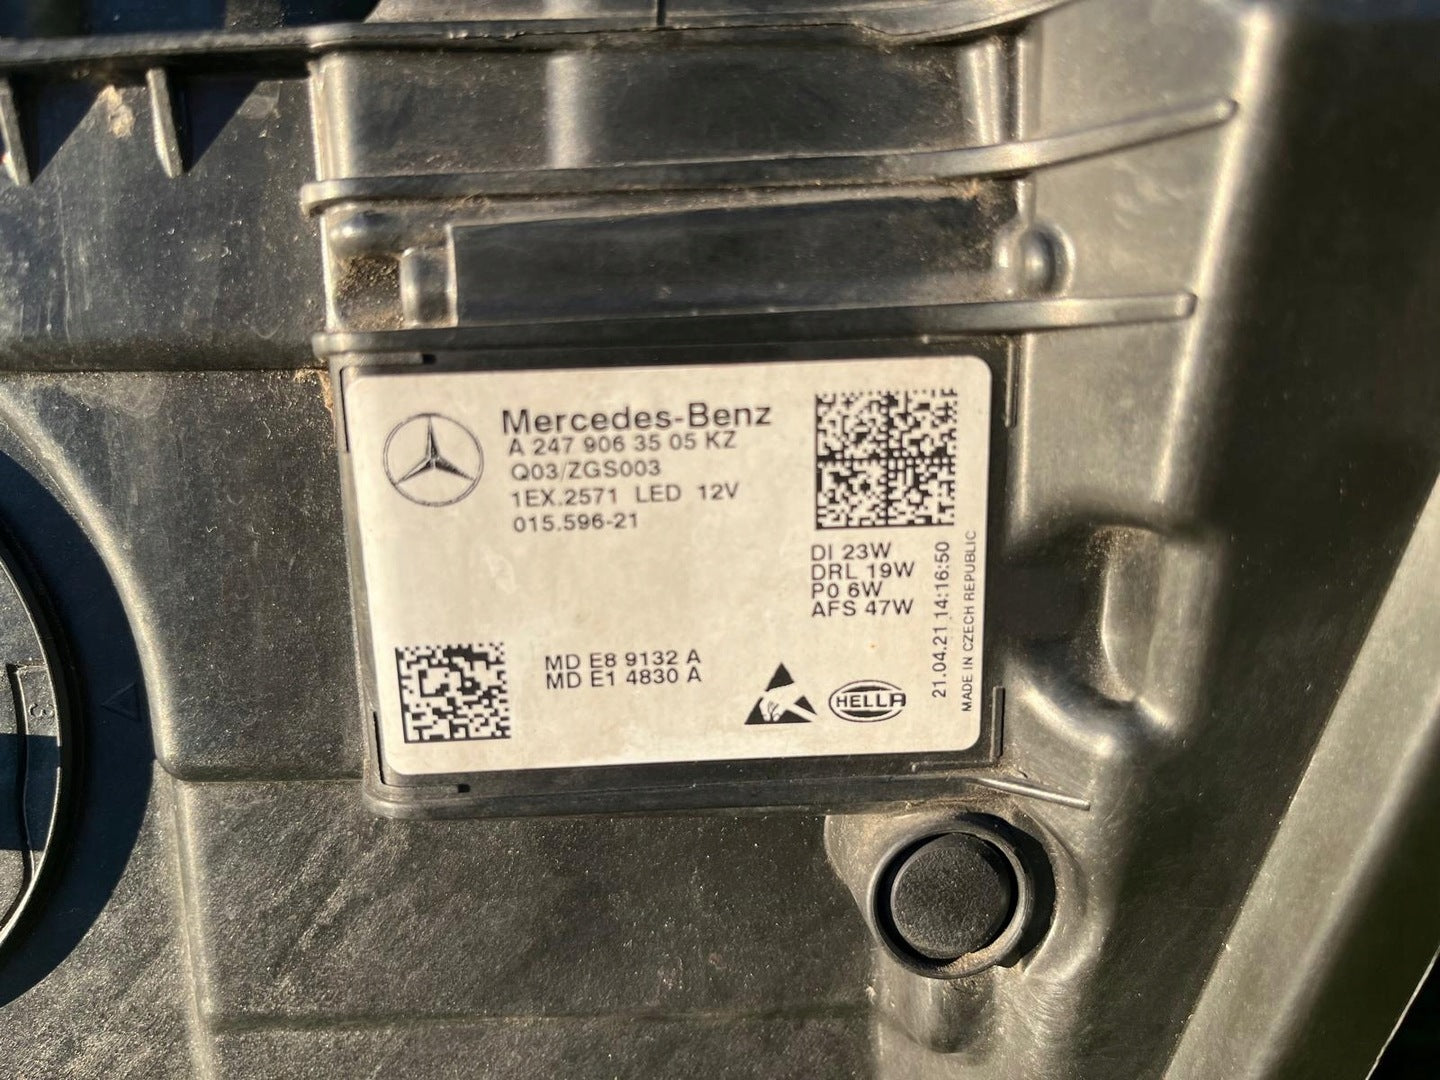 Mercedes-Benz
A 247 906 35 05 KZ
Q03/ZGS003
1EX.2571 LED 12V
015.596-21
DI 23W
DRL 19W
P0 6W
AFS 47W
21.04.21 14:16:50
MADE IN CZECH REPUBLIC
MD E8 9132 A
MD E1 4830 A
HELLA
3